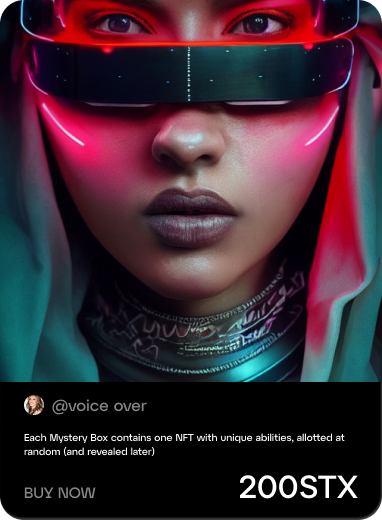 @voice over
Each Mystery Box contains one NFT with unique abilities, allotted at
random (and revealed later)
BUY NOW
200STX